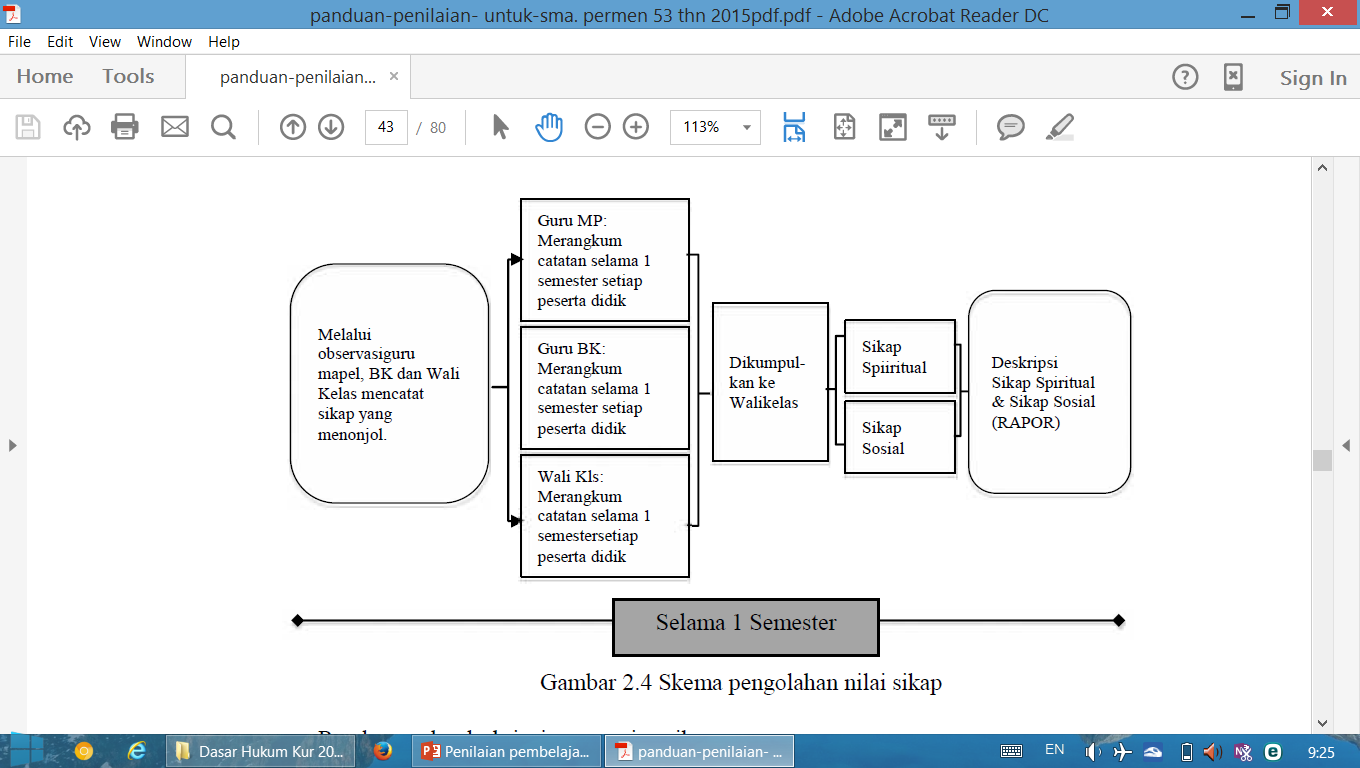 panduan-penilaian- untuk-sma. permen 53 thn 2015pdf.pdf - Adobe Acrobat Reader DC
File Edit View Window Help
Home Tools panduan-penilaian... × Sign In
43 / 80 113%
Melalui
observasiguru
mapel, BK dan Wali
Kelas mencatat
sikap yang
menonjol.
Guru MP:
Merangkum
catatan selama 1
semester setiap
peserta didik
Guru BK:
Merangkum
catatan selama 1
semester setiap
peserta didik
Wali Kls:
Merangkum
catatan selama 1
semestersetiap
peserta didik
Dikumpul-
kan ke
Walikelas
Sikap
Spiiritual
Sikap
Sosial
Deskripsi
Sikap Spiritual
& Sikap Sosial
(RAPOR)
Selama 1 Semester
Gambar 2.4 Skema pengolahan nilai sikap
Dasar Hukum Kur 20... Penilaian pembelaja... panduan-penilaian- ... EN 9:25